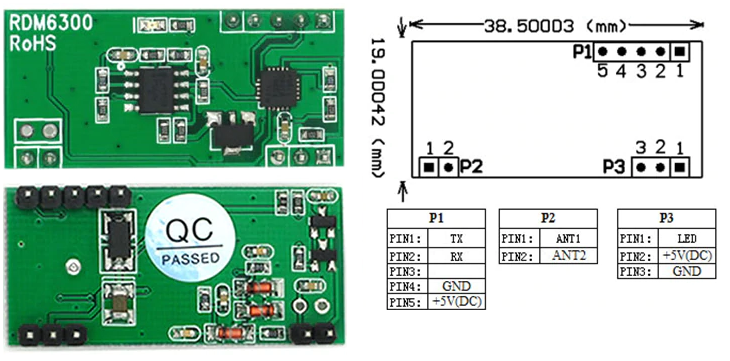 RDM6300
RoHS
QC
PASSED
38.500D3 (mm)
19.0D042 (mm)
P1
5 4 3 2 1
1 2
P2
P3
3 2 1
P1
PIN1: TX
PIN2: RX
PIN3:
PIN4: GND
PIN5: +5V(DC)
P2
PIN1: ANT1
PIN2: ANT2
P3
PIN1: LED
PIN2: +5V(DC)
PIN3: GND